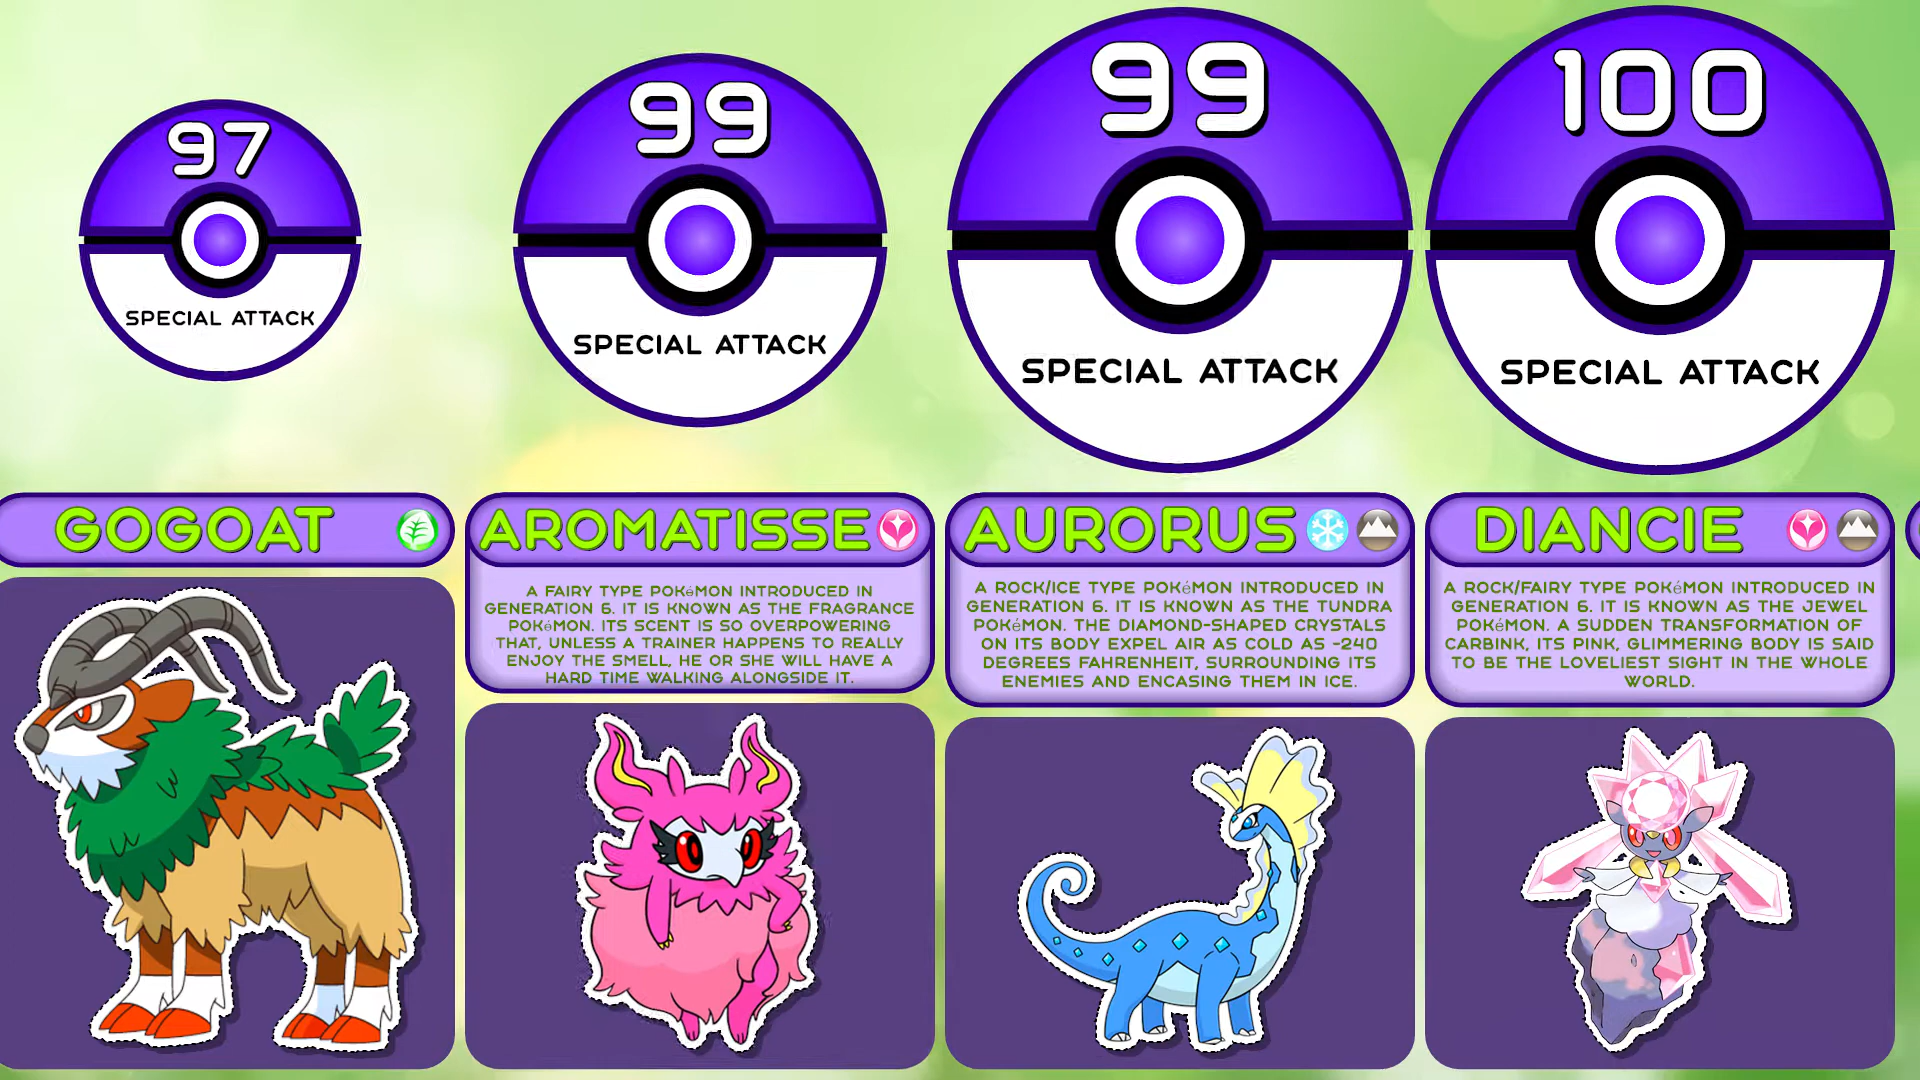 97
SPECIAL ATTACK
99
SPECIAL ATTACK
99
SPECIAL ATTACK
100
SPECIAL ATTACK
GOGOAT
AROMATISSE
A FAIRY TYPE POKéMON INTRODUCED IN
GENERATION 6. IT IS KNOWN AS THE FRAGRANCE
POKéMON. ITS SCENT IS SO OVERPOWERING
THAT, UNLESS A TRAINER HAPPENS TO REALLY
ENJOY THE SMELL, HE OR SHE WILL HAVE A
HARD TIME WALKING ALONGSIDE IT.
AURORUS
A ROCK/ICE TYPE POKéMON INTRODUCED IN
GENERATION 6. IT IS KNOWN AS THE TUNDRA
POKéMON. THE DIAMOND-SHAPED CRYSTALS
ON ITS BODY EXPEL AIR AS COLD AS -240
DEGREES FAHRENHEIT, SURROUNDING ITS
ENEMIES AND ENCASING THEM IN ICE.
DIANCIE
A ROCK/FAIRY TYPE POKéMON INTRODUCED IN
GENERATION 6. IT IS KNOWN AS THE JEWEL
POKéMON. A SUDDEN TRANSFORMATION OF
CARBINK, ITS PINK, GLIMMERING BODY IS SAID
TO BE THE LOVELIEST SIGHT IN THE WHOLE
WORLD.